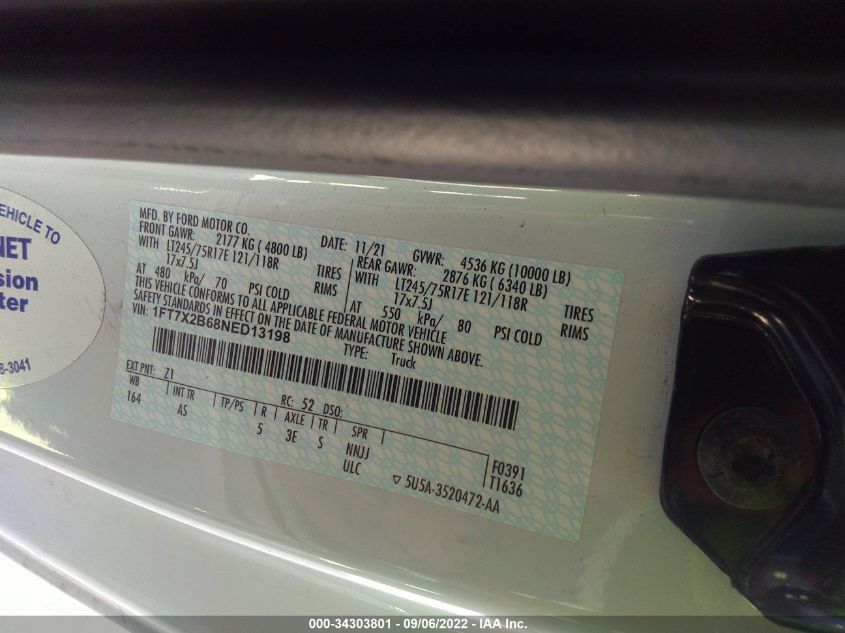 EHICLE TO
NET
sion
ter
8-3041
MFD. BY FORD MOTOR CO.
DATE: 11/21 GVWR: 4536 KG (10000 LB)
FRONT GAWR: 2177 KG ( 4800 LB) REAR GAWR: 2876 KG ( 6340 LB)
WITH LT245/75R17E 121/118R TIRES WITH LT245/75R17E 121/118R TIRES
17x7.5J RIMS 17x7.5J RIMS
AT 480 kPa/ 70 PSI COLD AT 550 kPa/ 80 PSI COLD
THIS VEHICLE CONFORMS TO ALL APPLICABLE FEDERAL MOTOR VEHICLE
SAFETY STANDARDS IN EFFECT ON THE DATE OF MANUFACTURE SHOWN ABOVE.
VIN: 1FT7X2B68NED13198
TYPE: Truck
EXT PNT: Z1 RC: 52 DSO:
WB INT TR TP/PS R AXLE TR SPR
164 AS 5 3E S NNJJ
ULC
F0391
T1636
5U5A-3520472-AA
000-34303801 - 09/06/2022 - IAA Inc.